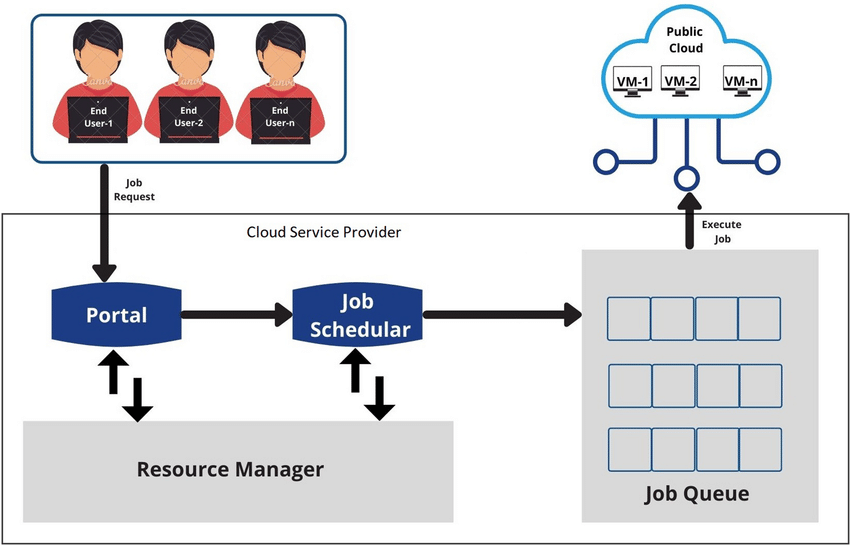 End
User-1
End
User-2
End
User-n
Public
Cloud
VM-1
VM-2
VM-n
Job
Request
Cloud Service Provider
Execute
Job
Portal
Job
Schedular
Resource Manager
Job Queue